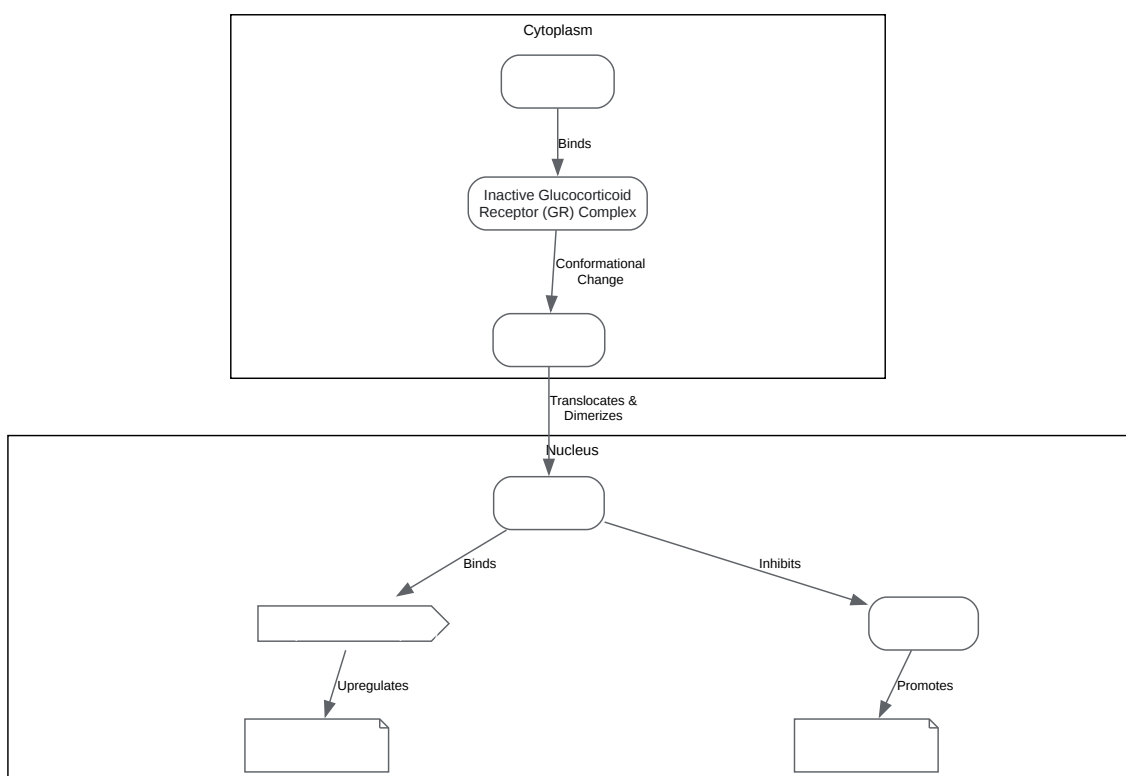 Cytoplasm
Binds
Inactive Glucocorticoid
Receptor (GR) Complex
Conformational
Change
Translocates &
Dimerizes
Nucleus
Binds
Inhibits
Upregulates
Promotes